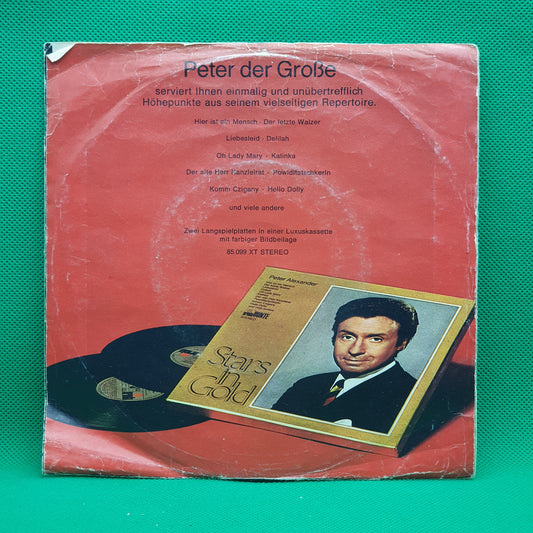 Peter der Große
serviert Ihnen einmalig und unübertrefflich
Höhepunkte aus seinem vielseitigen Repertoire.
Hier ist ein Mensch · Der letzte Walzer
Liebesleid · Delilah
Oh Lady Mary · Kalinka
Der alte Herr Kanzleirat · Powidltatschkerln
Komm Czigany · Hello Dolly
und viele andere
Zwei Langspielplatten in einer Luxuskassette
mit farbiger Bildbeilage
85 099 XT STEREO
Peter Alexander
Stars
in
Gold